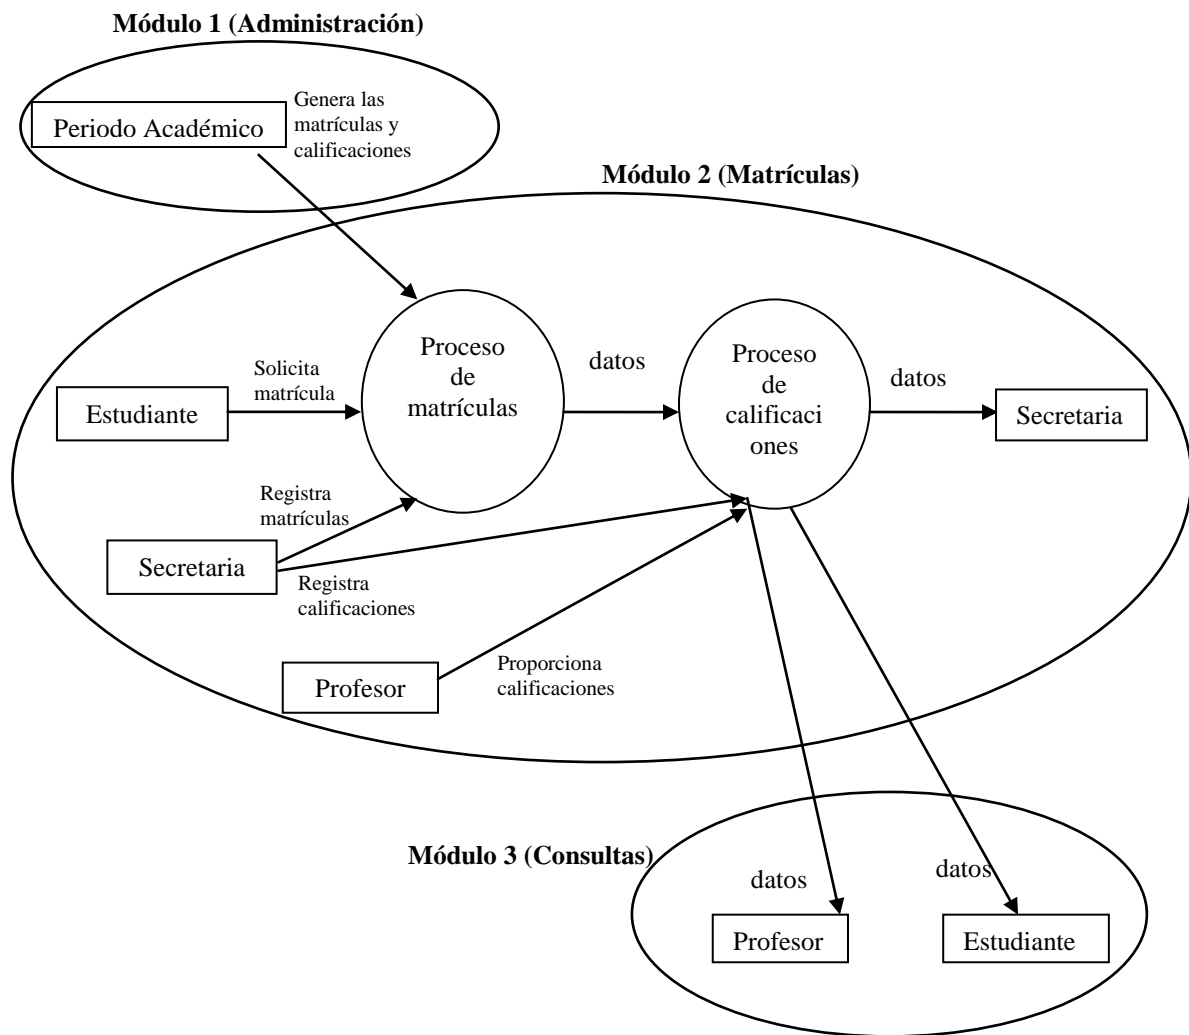 Módulo 1 (Administración)
Periodo Académico
Genera las
matrículas y
calificaciones
Módulo 2 (Matrículas)
Solicita
matrícula
Estudiante
Proceso
de
matrículas
datos
Proceso
de
calificaci
ones
datos
Secretaria
Registra
matrículas
Secretaria
Registra
calificaciones
Profesor
Proporciona
calificaciones
Módulo 3 (Consultas)
datos
datos
Profesor
Estudiante